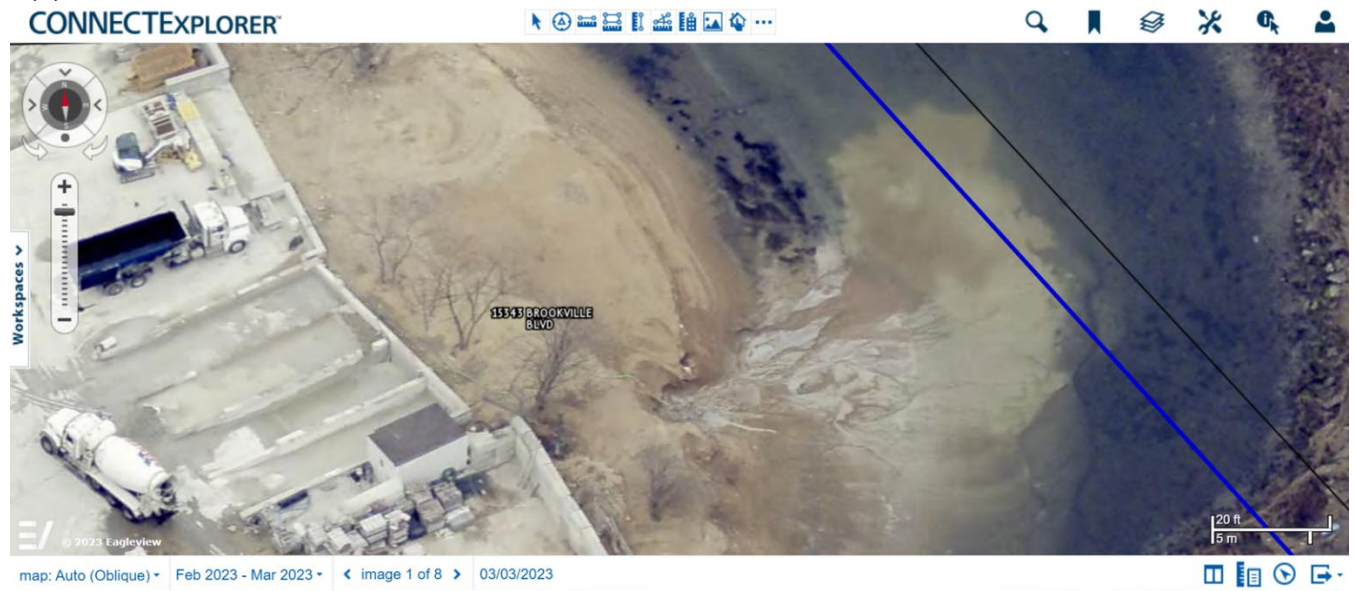 CONNECTEXPLORER™
15343 BROOKVILLE
BLVD
Workspaces
20 ft
5 m
© 2023 Eagleview
map: Auto (Oblique)
Feb 2023 - Mar 2023
image 1 of 8
03/03/2023